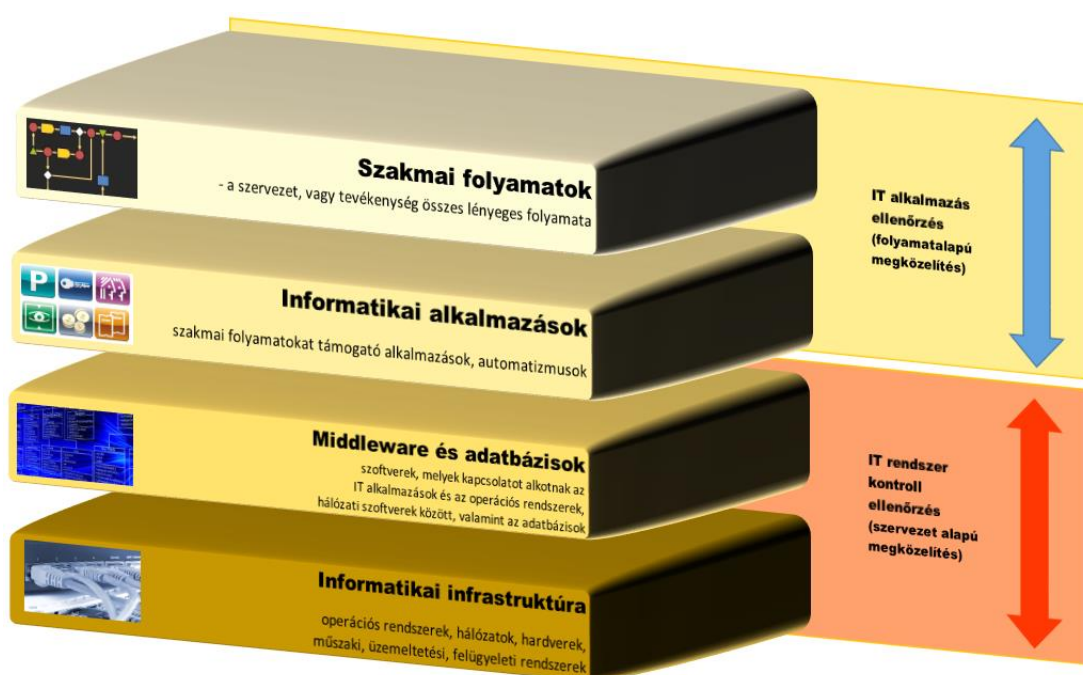 Szakmai folyamatok
- a szervezet, vagy tevékenység összes lényeges folyamata
IT alkalmazás
ellenőrzés
(folyamatalapú
megközelítés)
P
Informatikai alkalmazások
szakmai folyamatokat támogató alkalmazások, automatizmusok
Middleware és adatbázisok
szoftverek, melyek kapcsolatot alkotnak az
IT alkalmazások és az operációs rendszerek,
hálózati szoftverek között, valamint az adatbázisok
IT rendszer
kontroll
ellenőrzés
(szervezet alapú
megközelítés)
Informatikai infrastruktúra
operációs rendszerek, hálózatok, hardverek,
műszaki, üzemeltetési, felügyeleti rendszerek